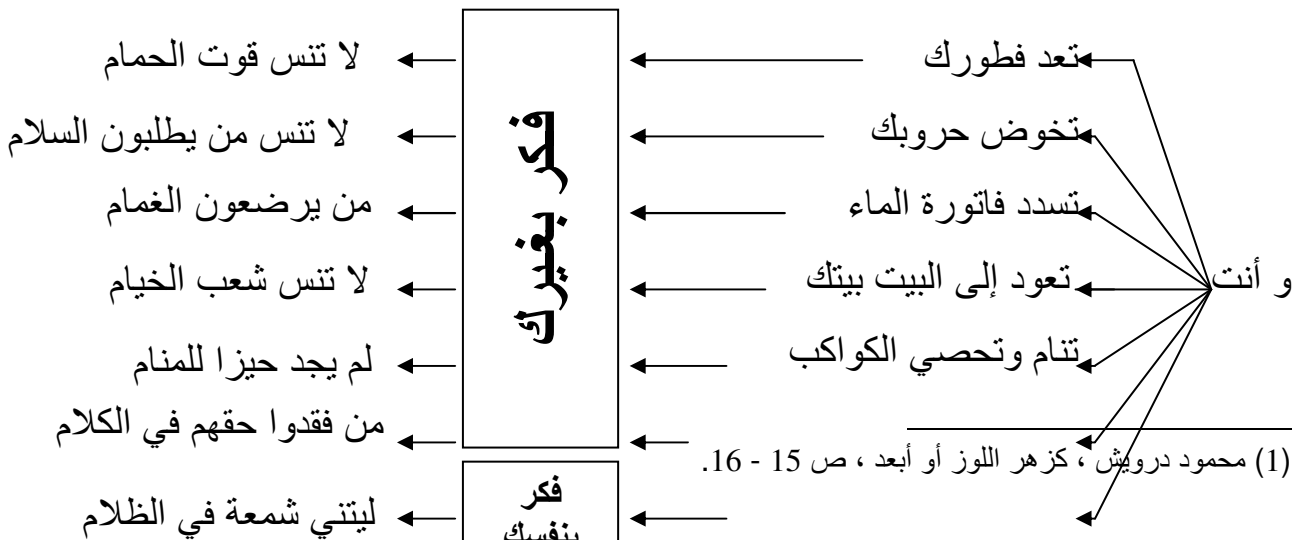 تعد فطورك
لا تنس قوت الحمام
تخوض حروبك
لا تنس من يطلبون السلام
تسدد فاتورة الماء
من يرضعون الغمام
و أنت
تعود إلى البيت بيتك
لا تنس شعب الخيام
تنام وتحصي الكواكب
لم يجد حيزا للمنام
فكر بغيرك
من فقدوا حقهم في الكلام
(1) محمود درويش ، كزهر اللوز أو أبعد ، ص 15 - 16.
فكر
بنفسك
ليتني شمعة في الظلام